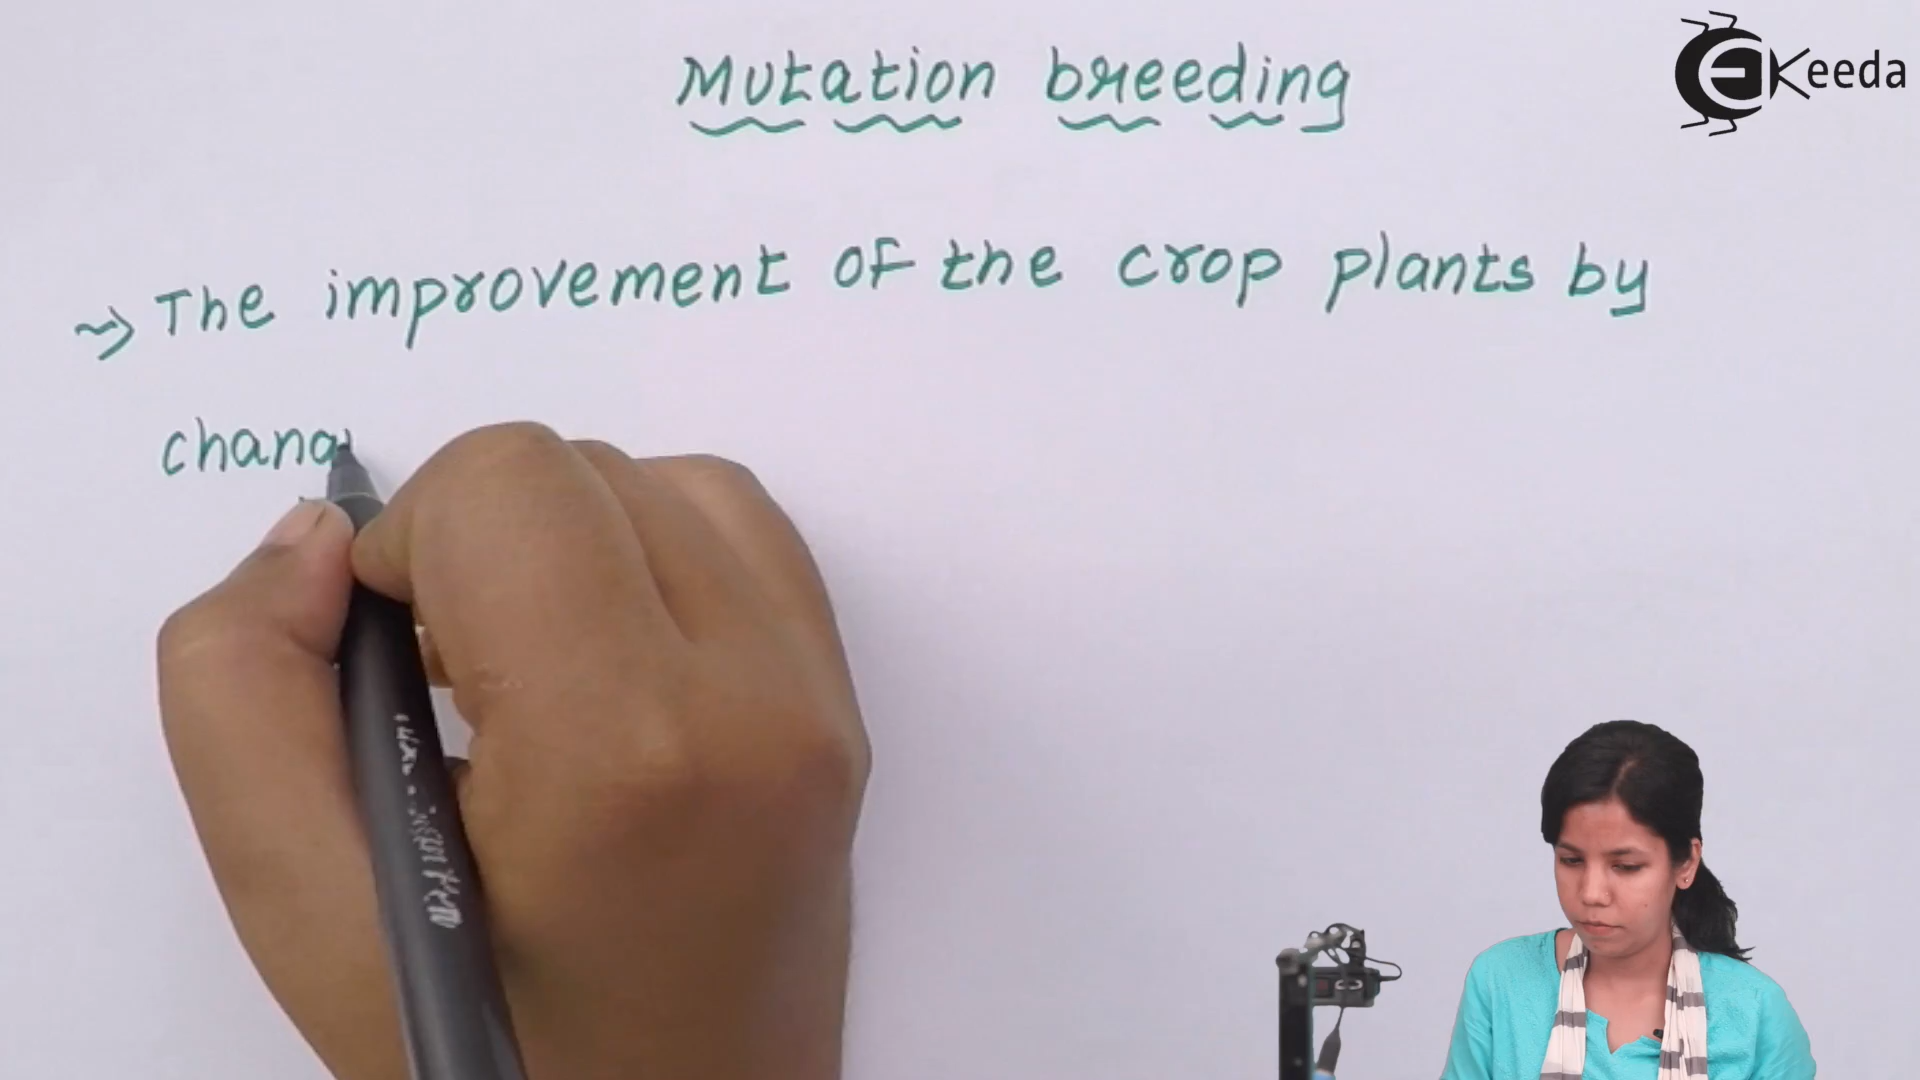 Mutation breeding
Keeda
~> The improvement of the crop plants by
chang